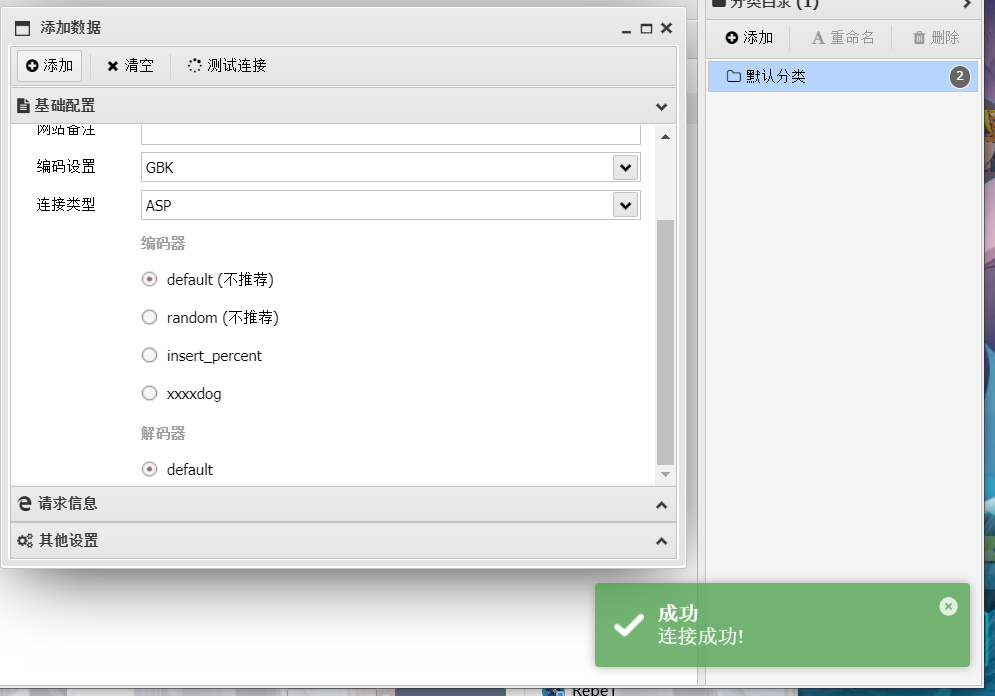 添加数据
分类目录 (1)
添加
清空
测试连接
添加
重命名
删除
基础配置
默认分类
2
网站备注
编码设置
GBK
连接类型
ASP
编码器
default (不推荐)
random (不推荐)
insert_percent
xxxxdog
解码器
default
请求信息
其他设置
成功
连接成功!